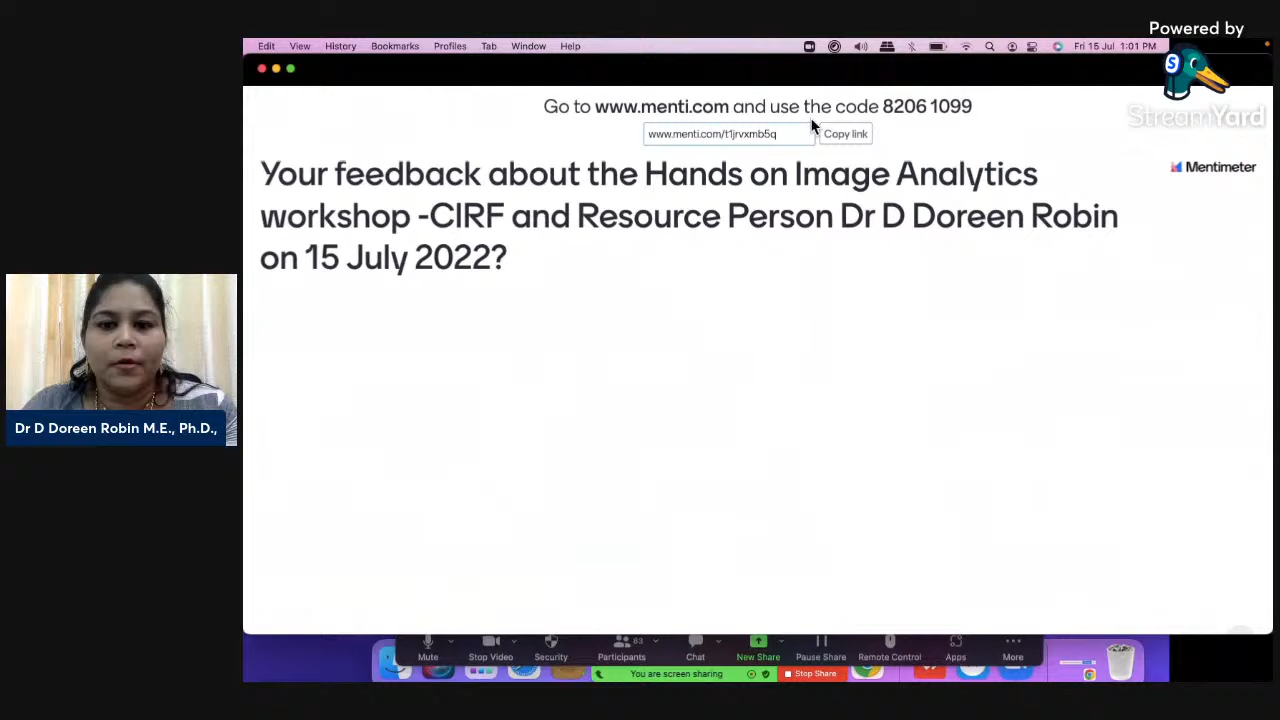 Powered by
StreamYard
Edit View History Bookmarks Profiles Tab Window Help
Fri 15 Jul 1:01 PM
Go to www.menti.com and use the code 8206 1099
www.menti.com/t1jrvxmb5q
Copy link
Mentimeter
Your feedback about the Hands on Image Analytics
workshop -CIRF and Resource Person Dr D Doreen Robin
on 15 July 2022?
Dr D Doreen Robin M.E., Ph.D.,
83
Mute Stop Video Security Participants Chat New Share Pause Share Remote Control Apps More
You are screen sharing
Stop Share